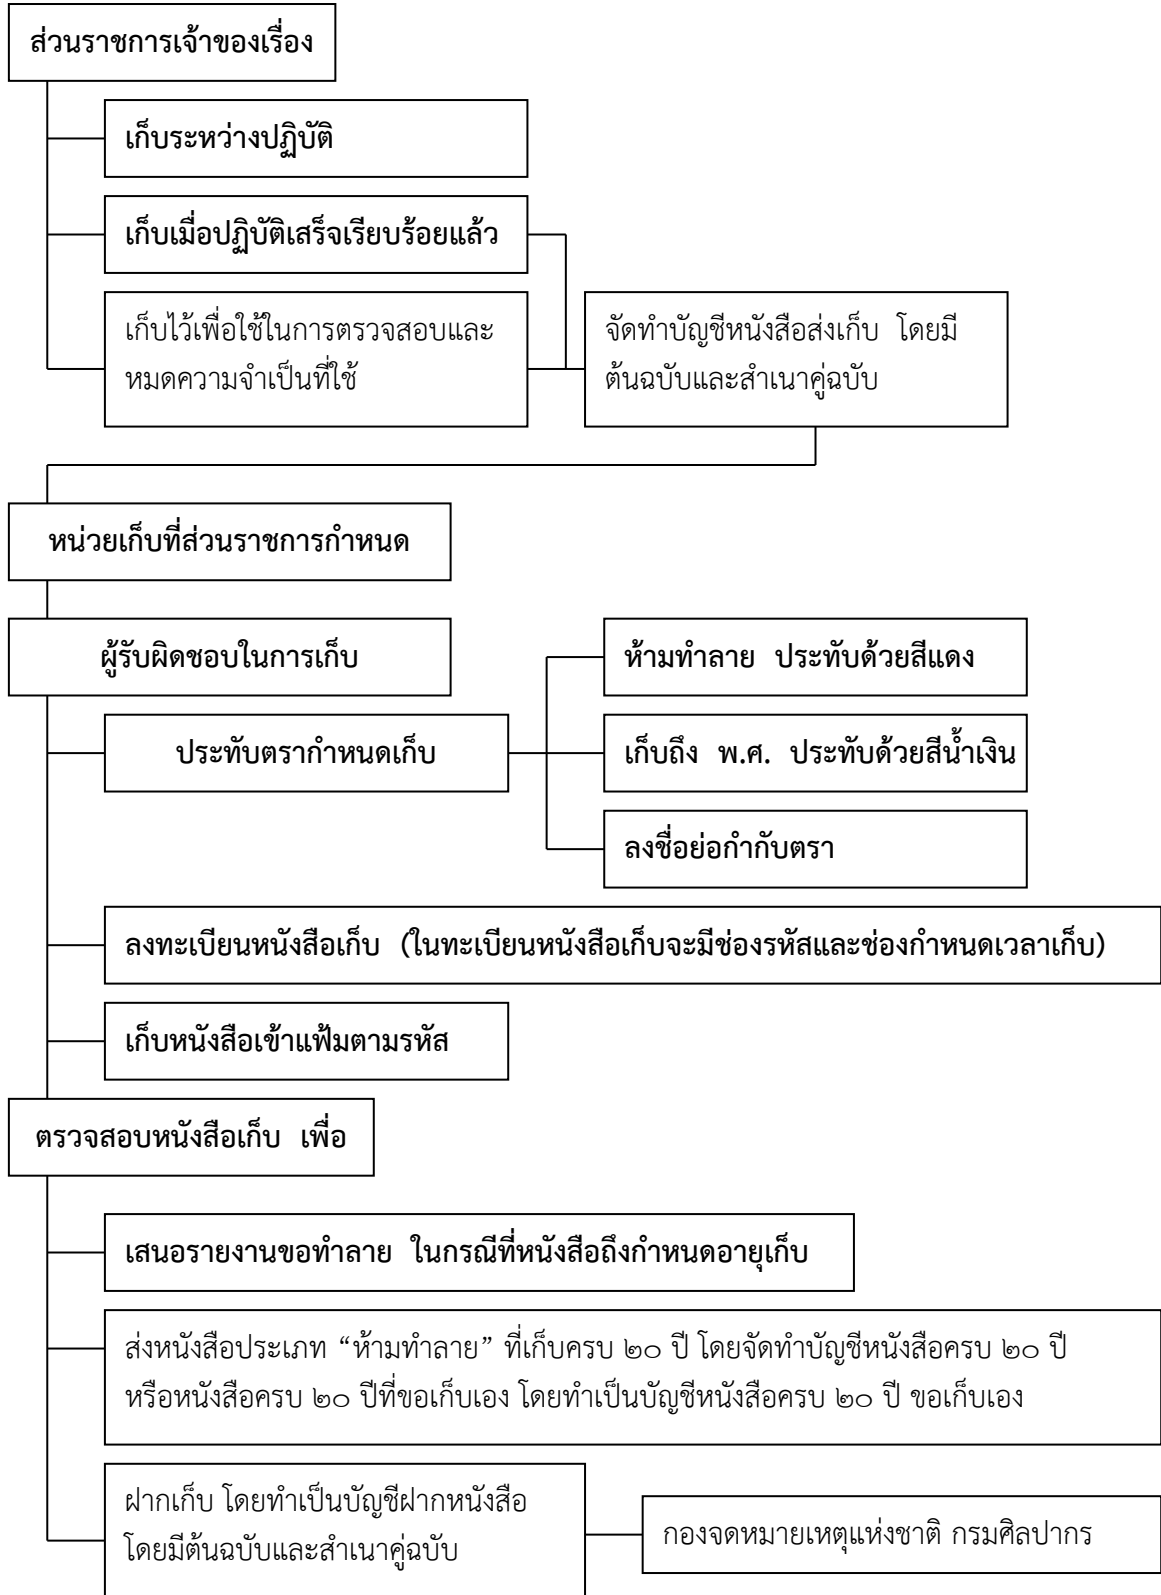 ส่วนราชการเจ้าของเรื่อง
เก็บระหว่างปฏิบัติ
เก็บเมื่อปฏิบัติเสร็จเรียบร้อยแล้ว
เก็บไว้เพื่อใช้ในการตรวจสอบและ
หมดความจำเป็นที่ใช้
จัดทำบัญชีหนังสือส่งเก็บ โดยมี
ต้นฉบับและสำเนาคู่ฉบับ
หน่วยเก็บที่ส่วนราชการกำหนด
ผู้รับผิดชอบในการเก็บ
ประทับตรากำหนดเก็บ
ห้ามทำลาย ประทับด้วยสีแดง
เก็บถึง พ.ศ. ประทับด้วยสีน้ำเงิน
ลงชื่อย่อกำกับตรา
ลงทะเบียนหนังสือเก็บ (ในทะเบียนหนังสือเก็บจะมีช่องรหัสและช่องกำหนดเวลาเก็บ)
เก็บหนังสือเข้าแฟ้มตามรหัส
ตรวจสอบหนังสือเก็บ เพื่อ
เสนอรายงานขอทำลาย ในกรณีที่หนังสือถึงกำหนดอายุเก็บ
ส่งหนังสือประเภท “ห้ามทำลาย” ที่เก็บครบ ๒๐ ปี โดยจัดทำบัญชีหนังสือครบ ๒๐ ปี
หรือหนังสือครบ ๒๐ ปีที่ขอเก็บเอง โดยทำเป็นบัญชีหนังสือครบ ๒๐ ปี ขอเก็บเอง
ฝากเก็บ โดยทำเป็นบัญชีฝากหนังสือ
โดยมีต้นฉบับและสำเนาคู่ฉบับ
กองจดหมายเหตุแห่งชาติ กรมศิลปากร